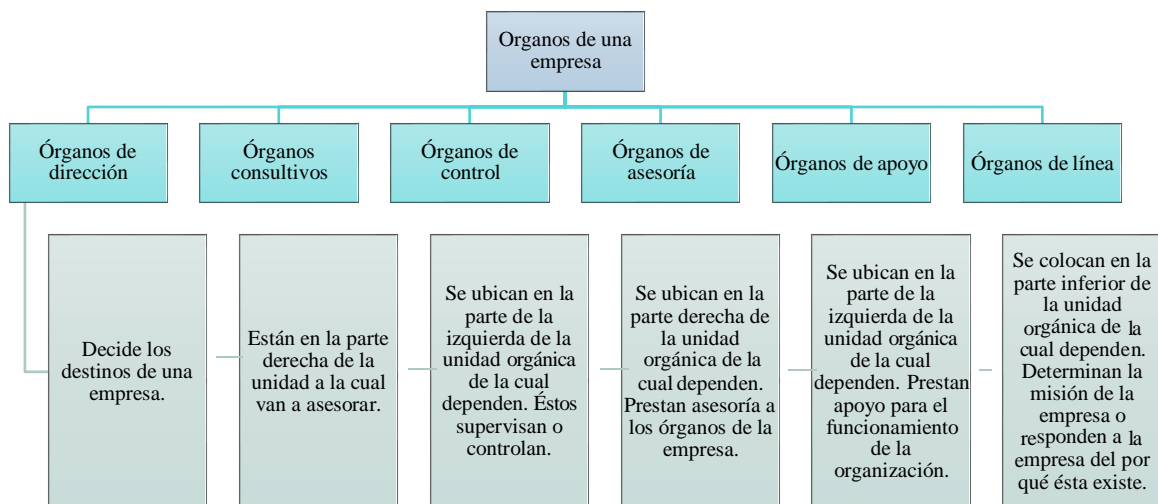 Organos de una
empresa
Órganos de
dirección
Órganos
consultivos
Órganos de
control
Órganos de
asesoría
Órganos de apoyo
Órganos de línea
Decide los
destinos de una
empresa.
Están en la parte
derecha de la
unidad a la cual
van a asesorar.
Se ubican en la
parte de la
izquierda de la
unidad orgánica
de la cual
dependen. Éstos
supervisan o
controlan.
Se ubican en la
parte derecha de
la unidad
orgánica de la
cual dependen.
Prestan asesoría a
los órganos de la
empresa.
Se ubican en la
parte de la
izquierda de la
unidad orgánica
de la cual
dependen. Prestan
apoyo para el
funcionamiento
de la
organización.
Se colocan en la
parte inferior de
la unidad
orgánica de la
cual dependen.
Determinan la
misión de la
empresa o
responden a la
empresa del por
qué ésta existe.